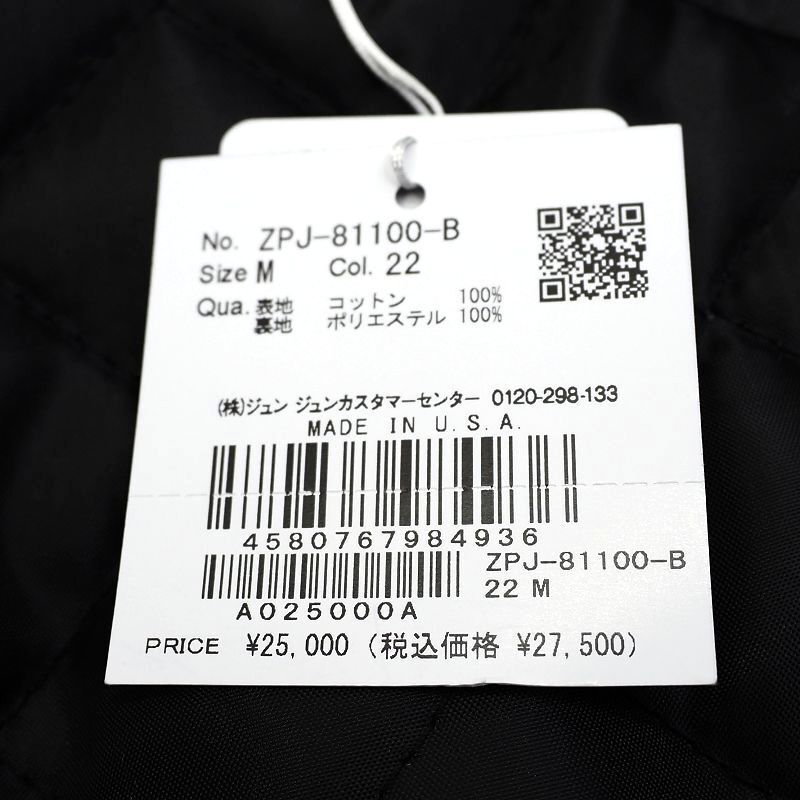 No. ZPJ-81100-B
Size M Col. 22
Qua. 表地 コットン 100%
裏地 ポリエステル 100%
(株)ジュン ジュンカスタマーセンター 0120-298-133
MADE IN U.S.A.
4580767984936
ZPJ-81100-B
22 M
A025000A
PRICE ¥25,000 (税込価格 ¥27,500)